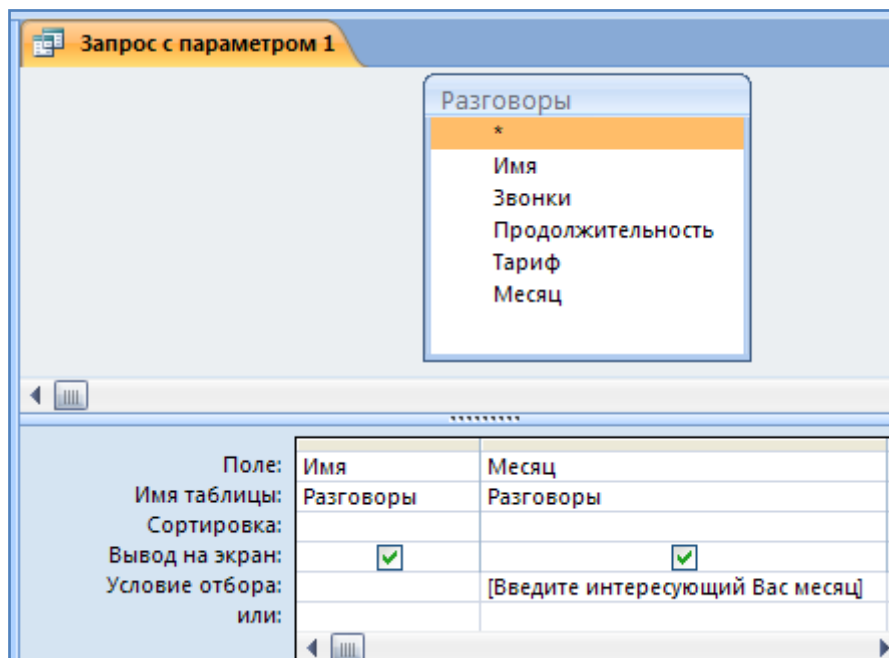 Запрос с параметром 1
Разговоры
*
Имя
Звонки
Продолжительность
Тариф
Месяц
Поле: Имя Месяц
Имя таблицы: Разговоры Разговоры
Сортировка:
Вывод на экран:
Условие отбора: [Введите интересующий Вас месяц]
или: